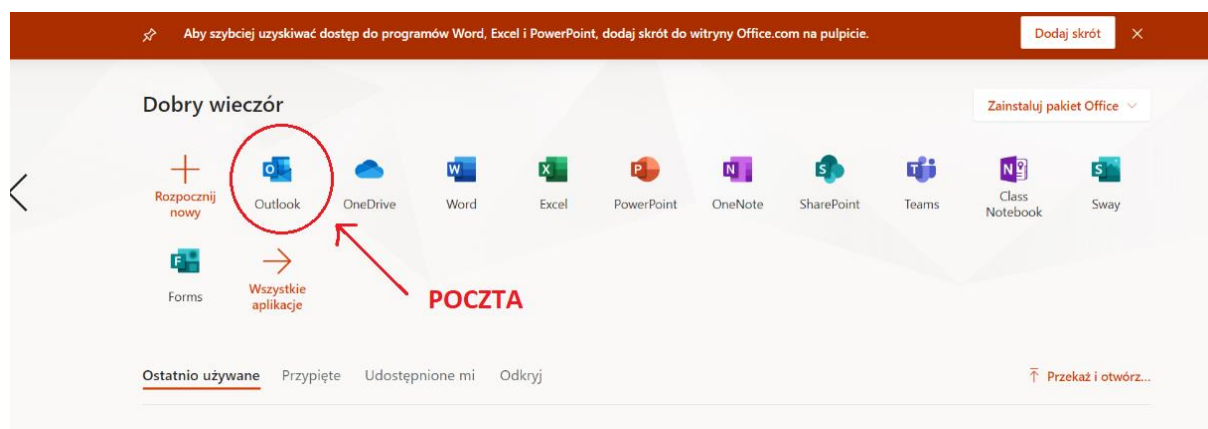 Aby szybciej uzyskiwać dostęp do programów Word, Excel i PowerPoint, dodaj skrót do witryny Office.com na pulpicie.
Dodaj skrót
Dobry wieczór
Zainstaluj pakiet Office
Rozpocznij
nowy
Outlook
OneDrive
Word
Excel
PowerPoint
OneNote
SharePoint
Teams
Class
Notebook
Sway
Forms
Wszystkie
aplikacje
POCZTA
Ostatnio używane
Przypięte
Udostępnione mi
Odkryj
Przekaż i otwórz...